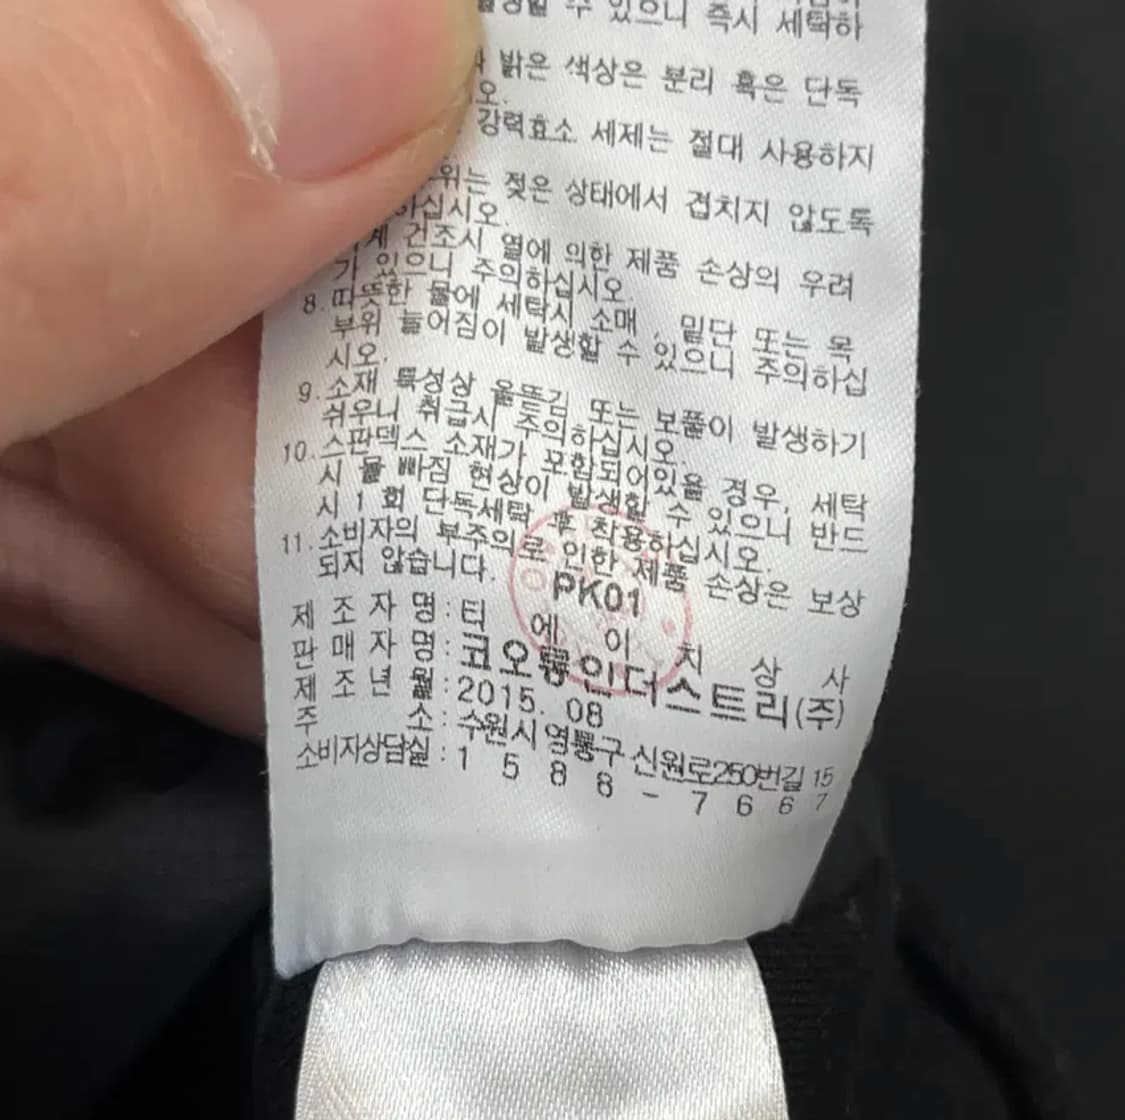 수 있으니 즉시 세탁하
밝은 색상은 분리 혹은 단독
오.
강력효소 세제는 절대 사용하지
위는 젖은 상태에서 겹치지 않도록
하십시오.
계 건조시 열에 의한 제품 손상의 우려
가 있으니 주의하십시오.
8. 따뜻한 물에 세탁시 소매, 밑단 또는 목
부위 늘어짐이 발생할 수 있으니 주의하십
시오.
9. 소재 특성상 올뜯김 또는 보풀이 발생하기
쉬우니 취급시 주의하십시오.
10. 스판덱스 소재가 포함되어있을 경우, 세탁
시 물 빠짐 현상이 발생할 수 있으니 반드
시 1 회 단독세탁 후 착용하십시오.
11. 소비자의 부주의로 인한 제품 손상은 보상
되지 않습니다.
PK01
제 조 자 명 : 티 에 이 치 상 사
판 매 자 명 : 코오롱인더스트리(주)
제 조 년 월 : 2015. 08
주 소 : 수원시 영통구 신원로250번길 15
소비자상담실 : 1 5 8 8 - 7 6 6 7